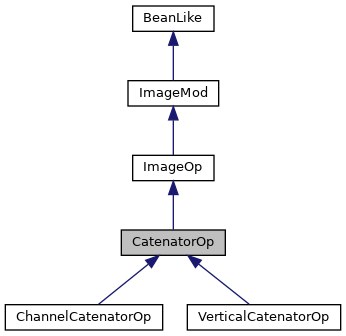 BeanLike
ImageMod
ImageOp
CatenatorOp
ChannelCatenatorOp
VerticalCatenatorOp